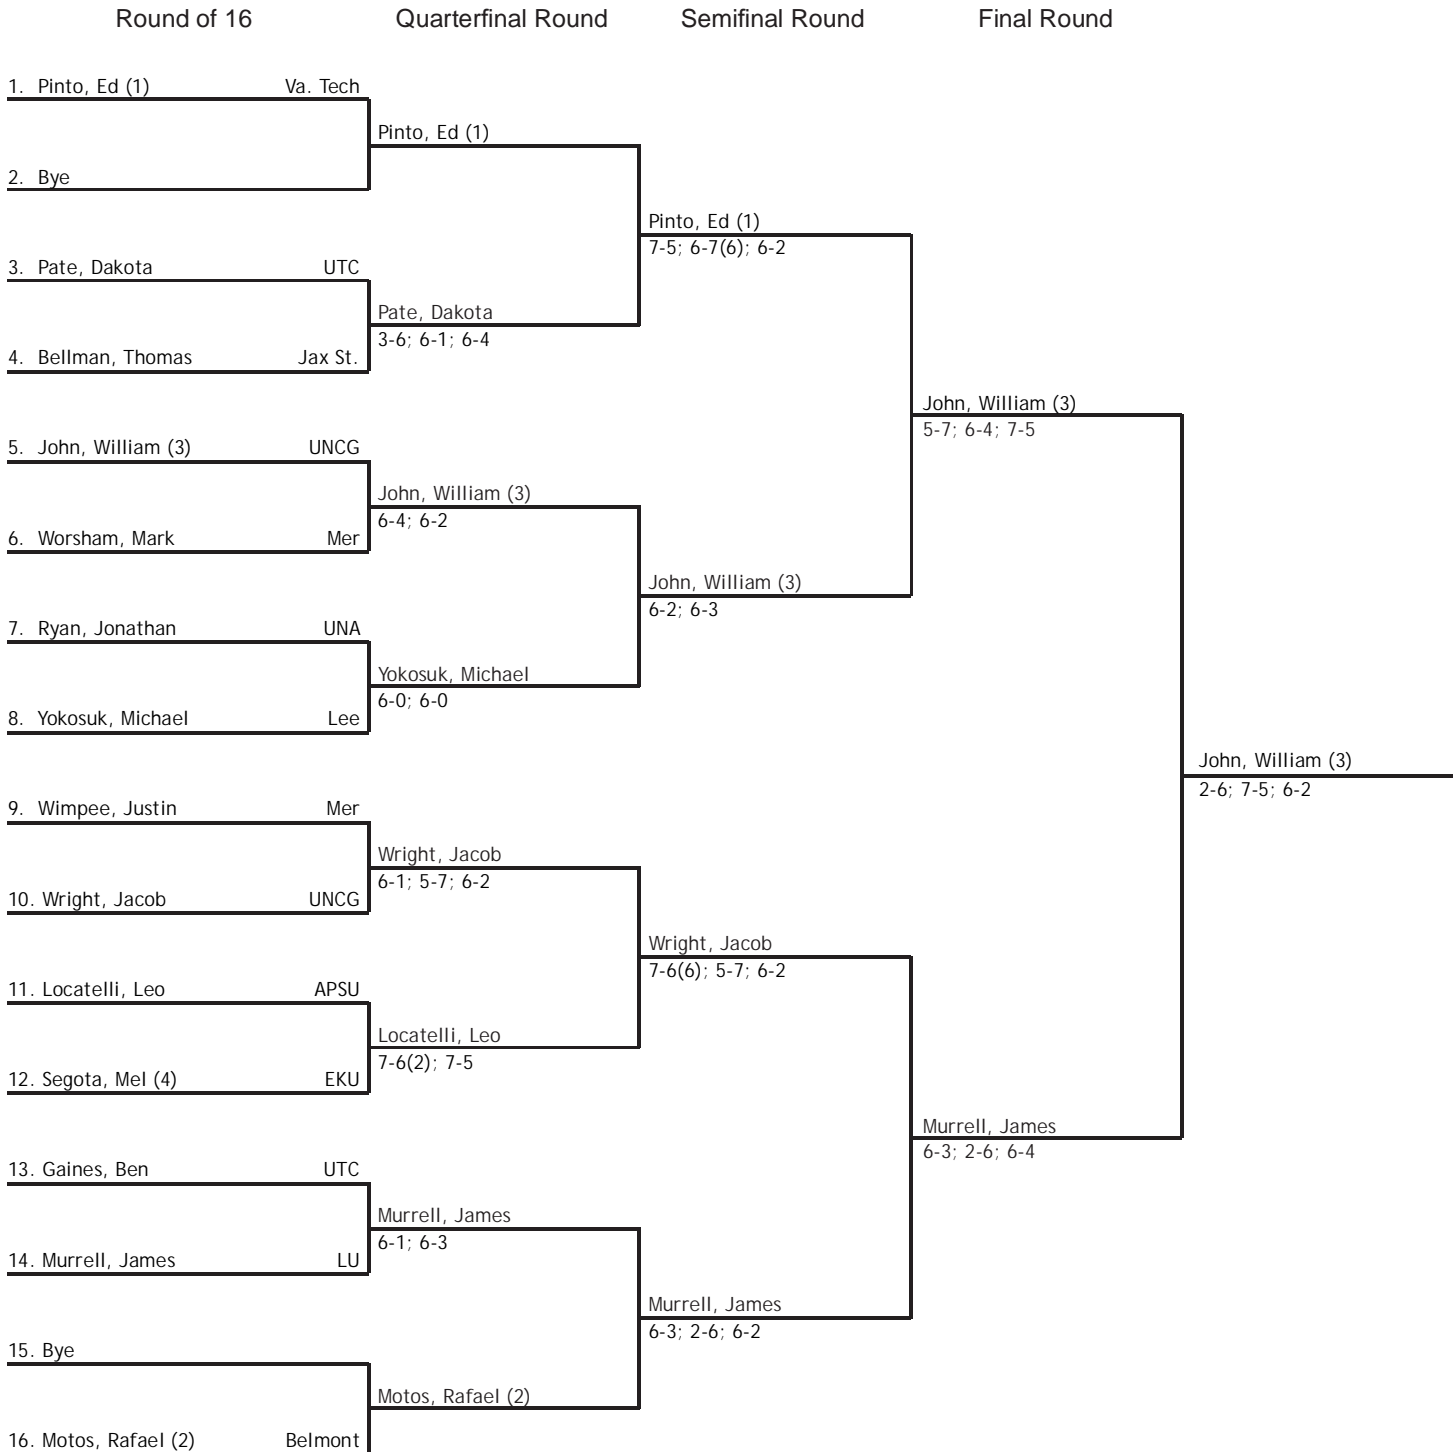 Round of 16 Quarterfinal Round Semifinal Round Final Round
1. Pinto, Ed (1) Va. Tech
Pinto, Ed (1)
2. Bye
Pinto, Ed (1)
7-5; 6-7(6); 6-2
3. Pate, Dakota UTC
Pate, Dakota
3-6; 6-1; 6-4
4. Bellman, Thomas Jax St.
John, William (3)
5-7; 6-4; 7-5
5. John, William (3) UNCG
John, William (3)
6-4; 6-2
6. Worsham, Mark Mer
John, William (3)
6-2; 6-3
7. Ryan, Jonathan UNA
Yokosuk, Michael
6-0; 6-0
8. Yokosuk, Michael Lee
John, William (3)
2-6; 7-5; 6-2
9. Wimpee, Justin Mer
Wright, Jacob
6-1; 5-7; 6-2
10. Wright, Jacob UNCG
Wright, Jacob
7-6(6); 5-7; 6-2
11. Locatelli, Leo APSU
Locatelli, Leo
7-6(2); 7-5
12. Segota, Mel (4) EKU
Murrell, James
6-3; 2-6; 6-4
13. Gaines, Ben UTC
Murrell, James
6-1; 6-3
14. Murrell, James LU
Murrell, James
6-3; 2-6; 6-2
15. Bye
Motos, Rafael (2)
16. Motos, Rafael (2) Belmont